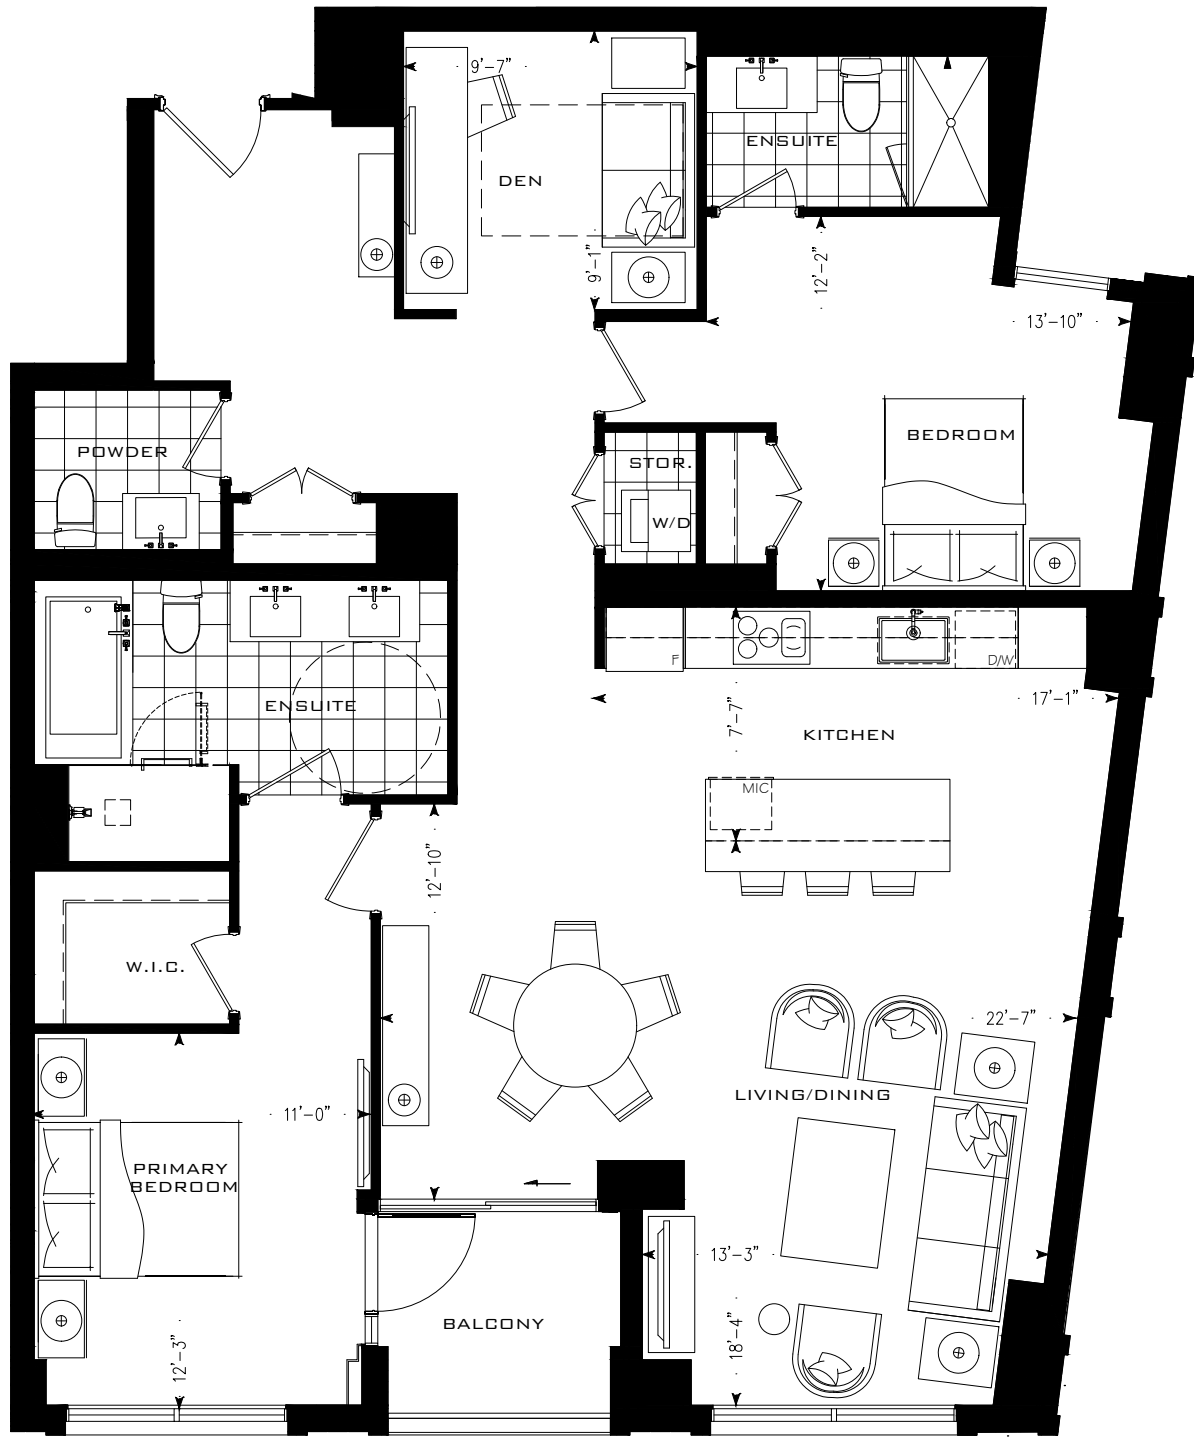 9'-7"
ENSUITE
DEN
9'-1"
12'-2"
13'-10"
BEDROOM
POWDER
STOR.
W/D
F
D/W
ENSUITE
17'-1"
7'-7"
KITCHEN
MIC
12'-10"
W.I.C.
22'-7"
LIVING/DINING
11'-0"
PRIMARY
BEDROOM
13'-3"
BALCONY
18'-4"
12'-3"